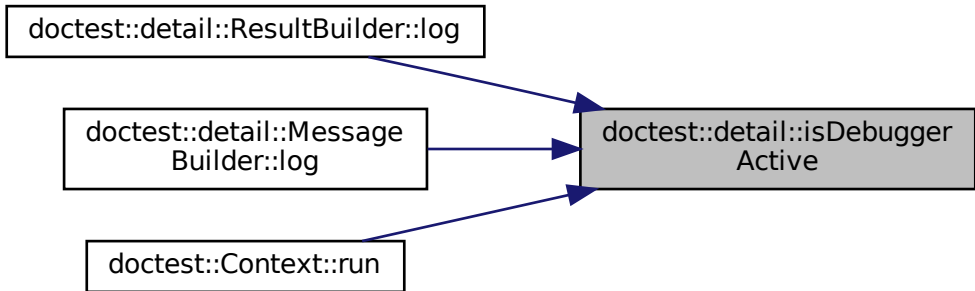 doctest::detail::ResultBuilder::log
doctest::detail::Message
Builder::log
doctest::detail::isDebugger
Active
doctest::Context::run